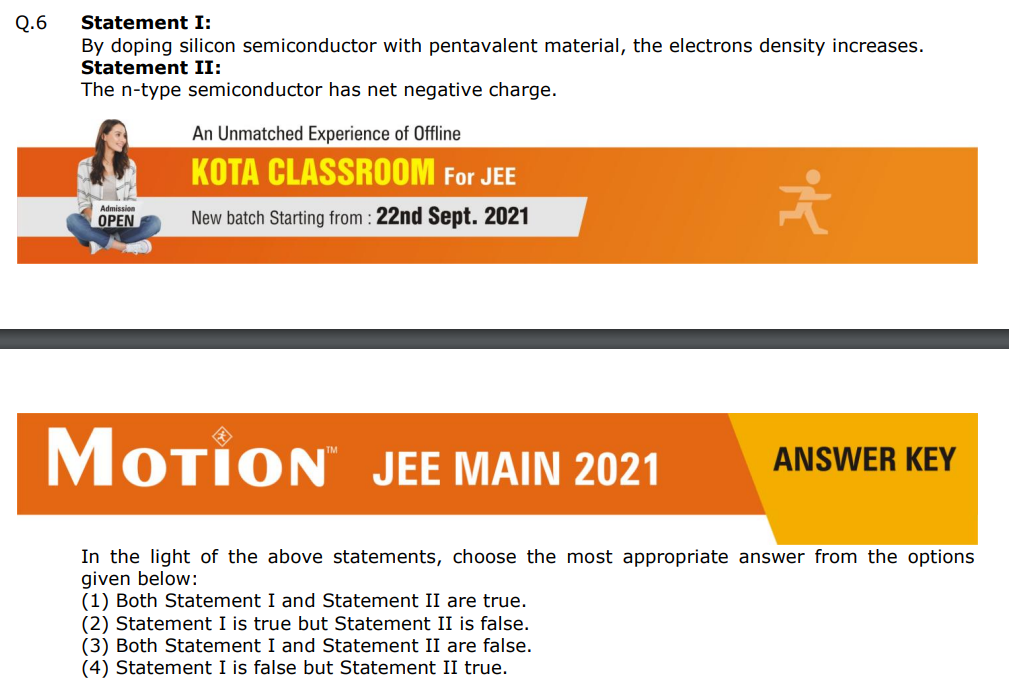 Q.6 Statement I:
By doping silicon semiconductor with pentavalent material, the electrons density increases.
Statement II:
The n-type semiconductor has net negative charge.
An Unmatched Experience of Offline
KOTA CLASSROOM For JEE
Admission
OPEN
New batch Starting from : 22nd Sept. 2021
MOTION™ JEE MAIN 2021
ANSWER KEY
In the light of the above statements, choose the most appropriate answer from the options
given below:
(1) Both Statement I and Statement II are true.
(2) Statement I is true but Statement II is false.
(3) Both Statement I and Statement II are false.
(4) Statement I is false but Statement II true.